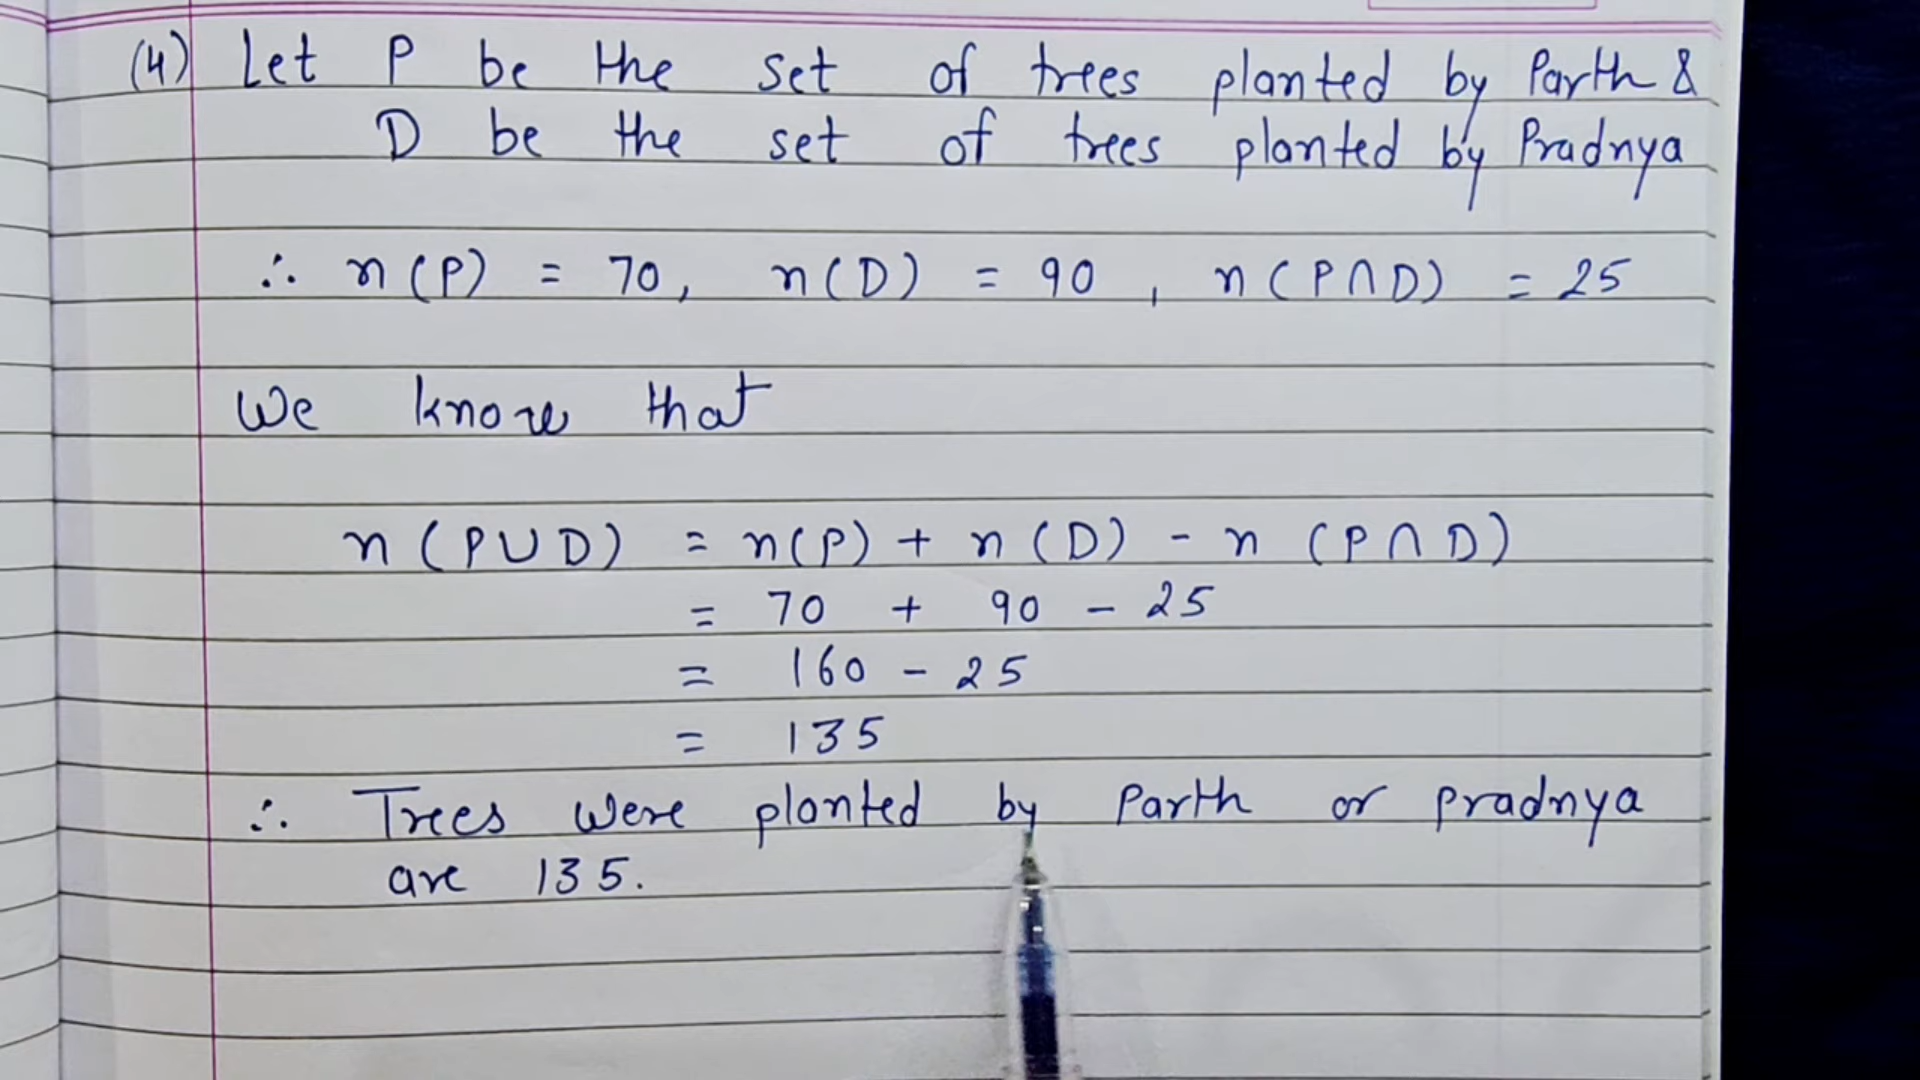 (4) Let P be the set of trees planted by Parth &
D be the set of trees planted by Pradnya
∴ n(P) = 70, n(D) = 90, n(P∩D) = 25
We know that
n(P∪D) = n(P) + n(D) - n(P∩D)
= 70 + 90 - 25
= 160 - 25
= 135
∴ Trees were planted by Parth or pradnya
are 135.